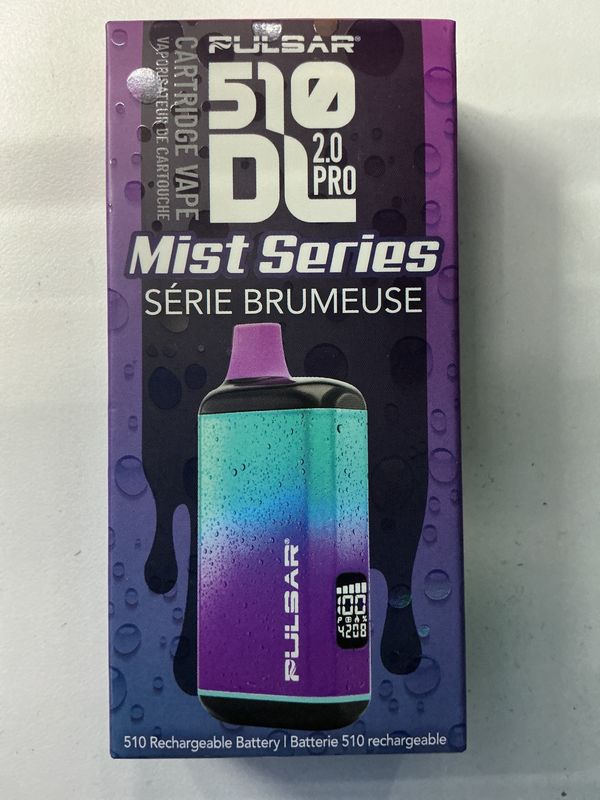 PULSAR®
510
DL
2.0
PRO
CARTRIDGE VAPE
VAPORISATEUR DE CARTOUCHE
Mist Series
SÉRIE BRUMEUSE
PULSAR®
100
P A %
420B
510 Rechargeable Battery | Batterie 510 rechargeable